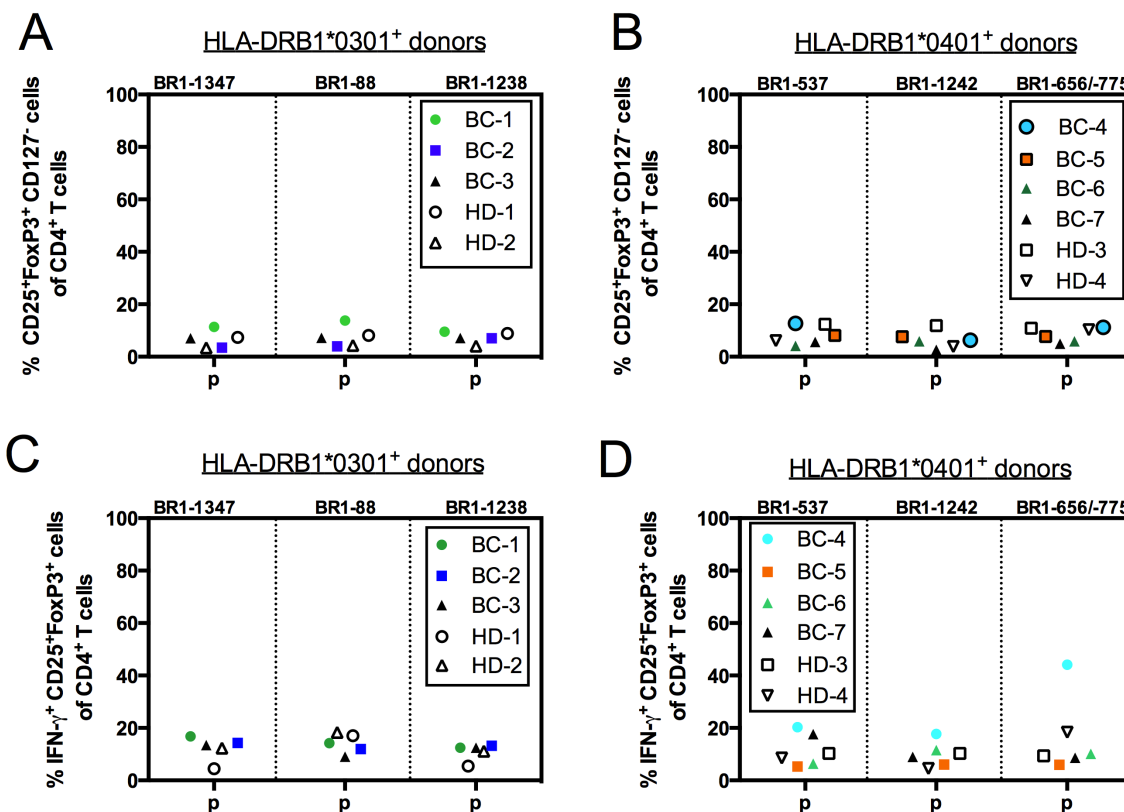 A
HLA-DRB1*0301+ donors
BR1-1347 BR1-88 BR1-1238
% CD25+FoxP3+ CD127- cells
of CD4+ T cells
100
80
60
40
20
0
BC-1
BC-2
BC-3
HD-1
HD-2
p p p
B
HLA-DRB1*0401+ donors
BR1-537 BR1-1242 BR1-656/-775
% CD25+FoxP3+ CD127- cells
of CD4+ T cells
100
80
60
40
20
0
BC-4
BC-5
BC-6
BC-7
HD-3
HD-4
p p p
C
HLA-DRB1*0301+ donors
BR1-1347 BR1-88 BR1-1238
% IFN-γ+ CD25+FoxP3+ cells
of CD4+ T cells
100
80
60
40
20
0
BC-1
BC-2
BC-3
HD-1
HD-2
p p p
D
HLA-DRB1*0401+ donors
BR1-537 BR1-1242 BR1-656/-775
% IFN-γ+ CD25+FoxP3+ cells
of CD4+ T cells
100
80
60
40
20
0
BC-4
BC-5
BC-6
BC-7
HD-3
HD-4
p p p